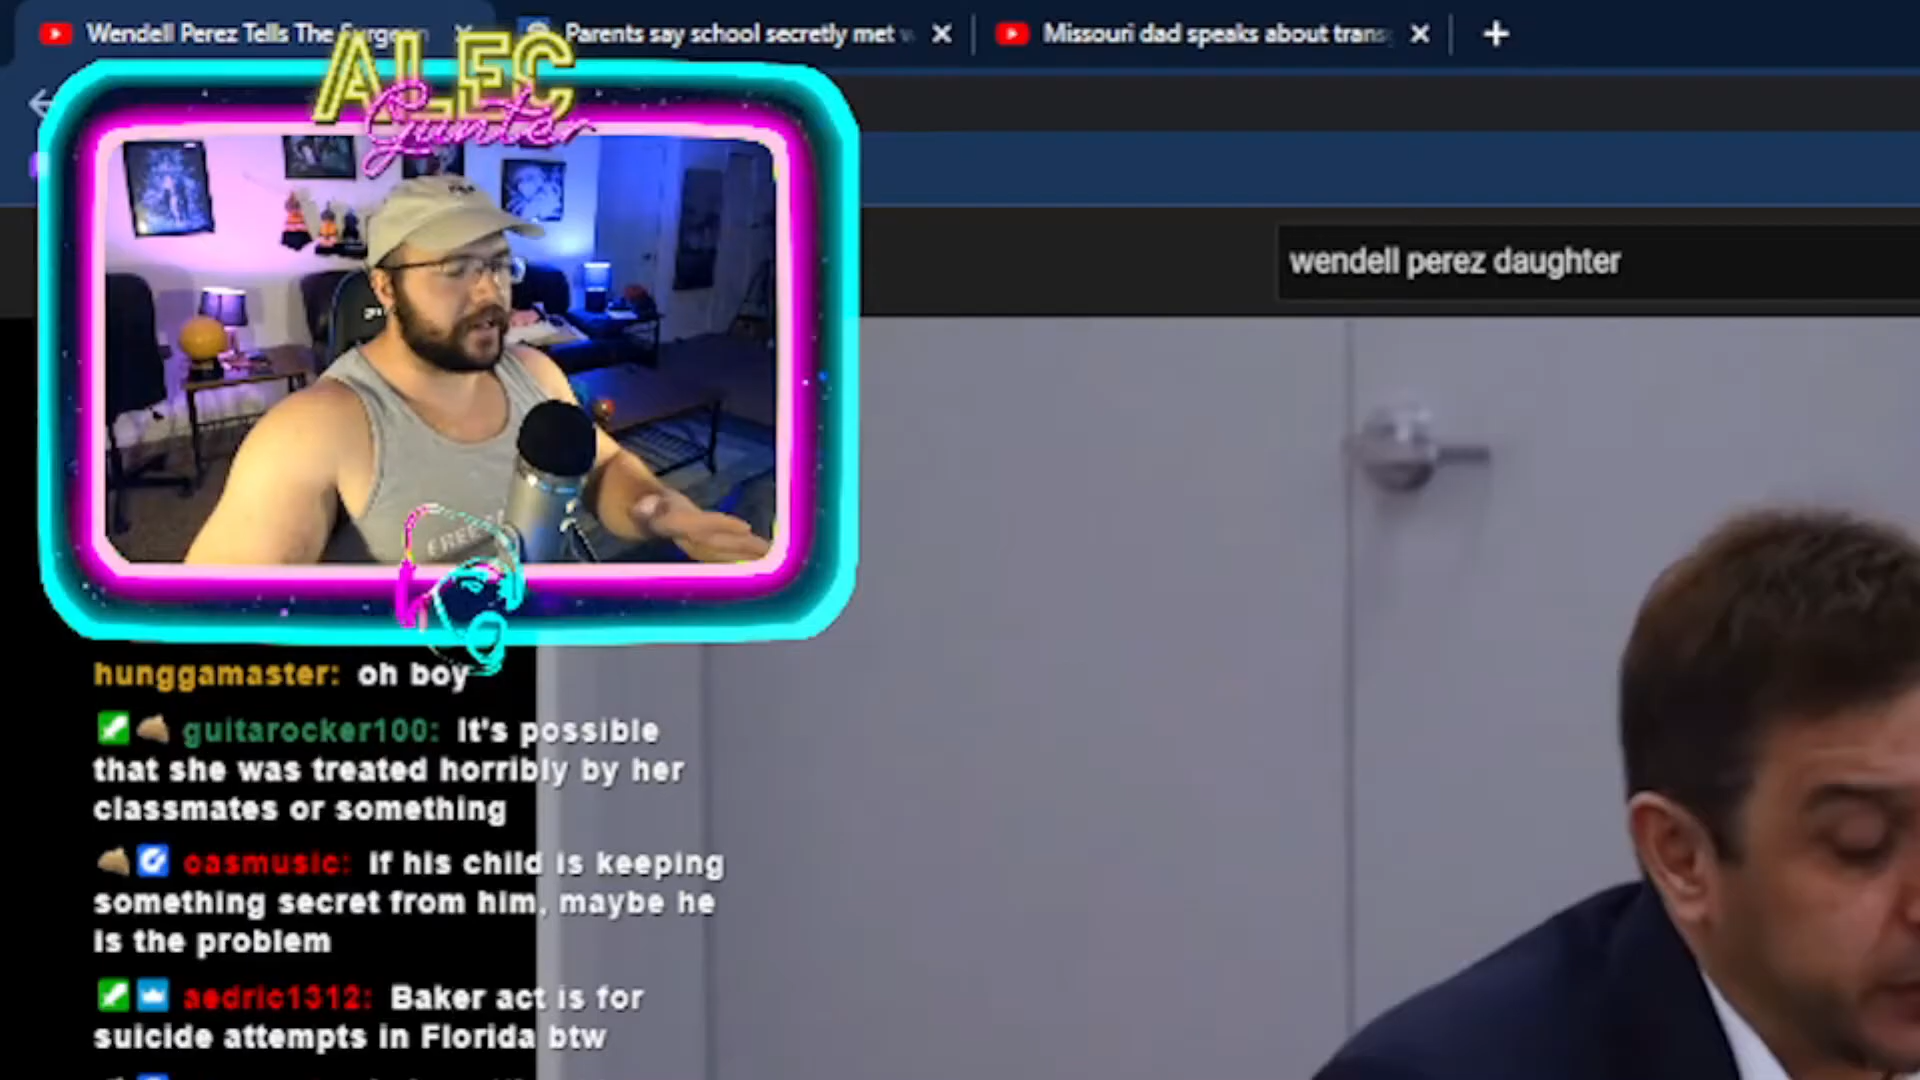 Wendell Perez Tells The Surgeon
Parents say school secretly met w
Missouri dad speaks about trans
ALEC
Gunter
wendell perez daughter
FREE
hunggamaster: oh boy
guitarocker100: It's possible
that she was treated horribly by her
classmates or something
oasmusic: if his child is keeping
something secret from him, maybe he
is the problem
aedric1312: Baker act is for
suicide attempts in Florida btw